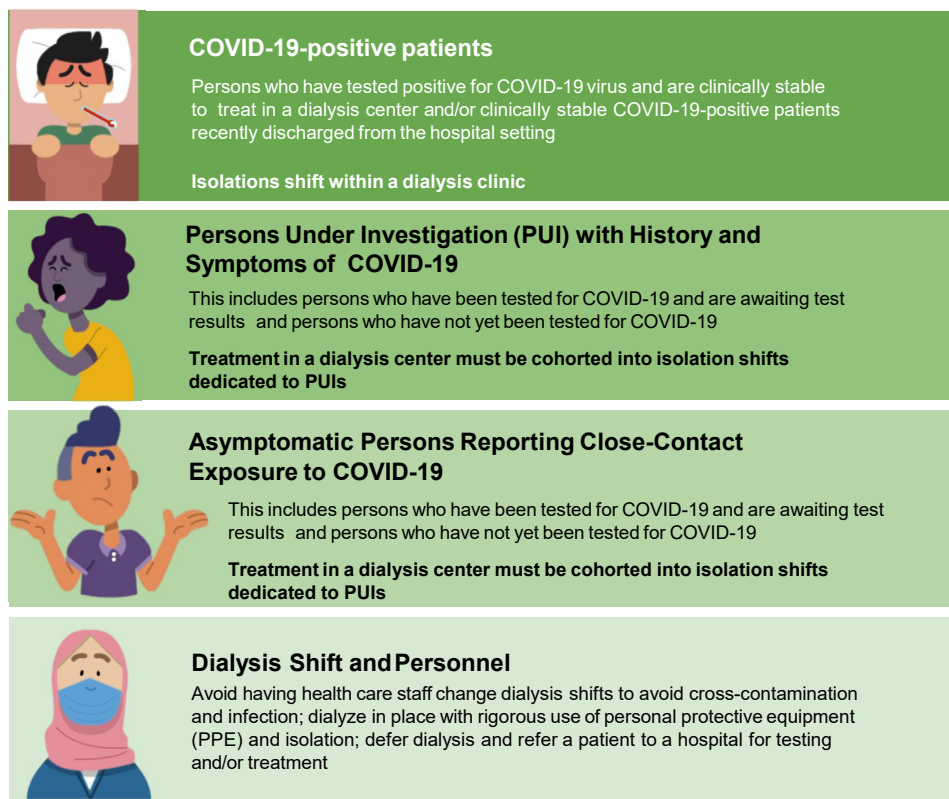 COVID-19-positive patients
Persons who have tested positive for COVID-19 virus and are clinically stable
to treat in a dialysis center and/or clinically stable COVID-19-positive patients
recently discharged from the hospital setting
Isolations shift within a dialysis clinic
Persons Under Investigation (PUI) with History and
Symptoms of COVID-19
This includes persons who have been tested for COVID-19 and are awaiting test
results and persons who have not yet been tested for COVID-19
Treatment in a dialysis center must be cohorted into isolation shifts
dedicated to PUIs
Asymptomatic Persons Reporting Close-Contact
Exposure to COVID-19
This includes persons who have been tested for COVID-19 and are awaiting test
results and persons who have not yet been tested for COVID-19
Treatment in a dialysis center must be cohorted into isolation shifts
dedicated to PUIs
Dialysis Shift and Personnel
Avoid having health care staff change dialysis shifts to avoid cross-contamination
and infection; dialyze in place with rigorous use of personal protective equipment
(PPE) and isolation; defer dialysis and refer a patient to a hospital for testing
and/or treatment